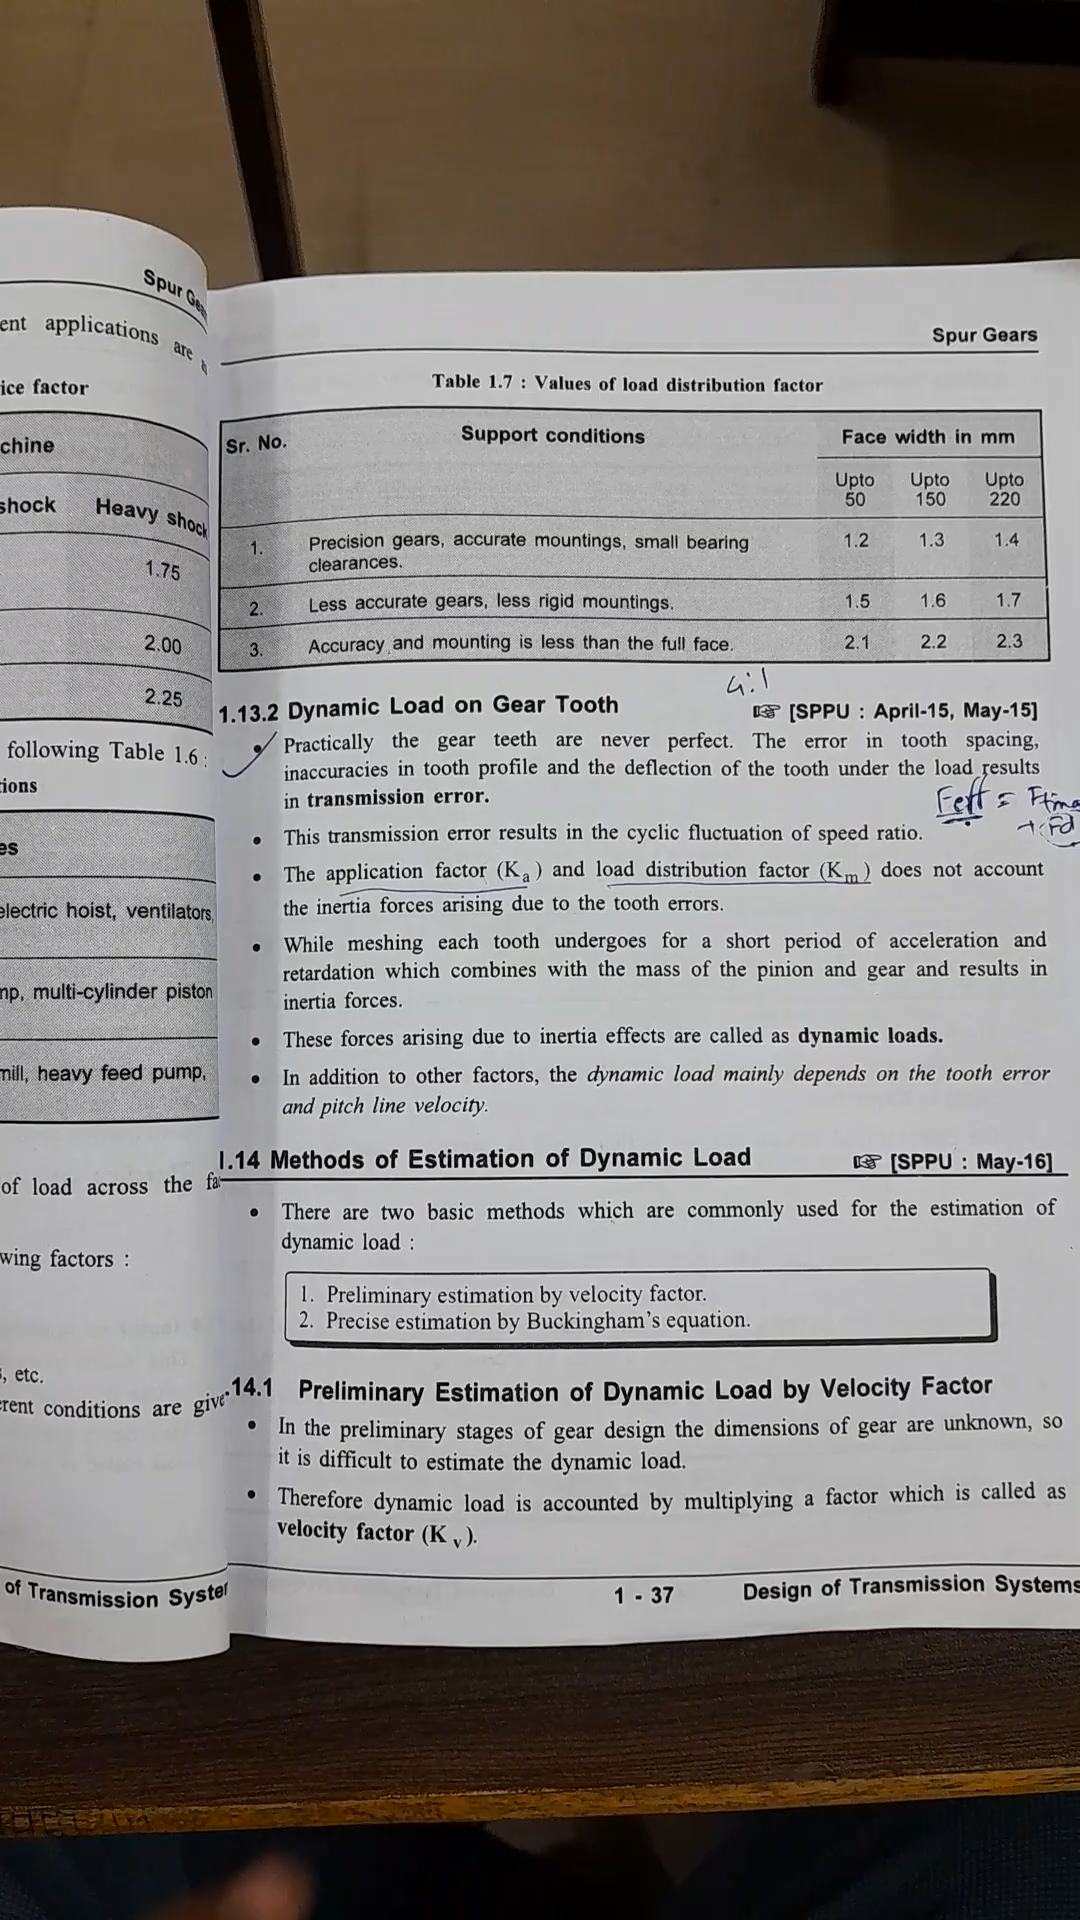 Spur
ent applications are
ice factor
chine
shock Heavy shock
1.75
2.00
2.25
following Table 1.6 :
ions
es
electric hoist, ventilators,
mp, multi-cylinder piston
mill, heavy feed pump,
of load across the
wing factors :
, etc.
erent conditions are give
of Transmission System
Spur Gears
Table 1.7 : Values of load distribution factor
Sr. No. Support conditions Face width in mm
Upto Upto Upto
50 150 220
1. Precision gears, accurate mountings, small bearing 1.2 1.3 1.4
clearances.
2. Less accurate gears, less rigid mountings. 1.5 1.6 1.7
3. Accuracy and mounting is less than the full face. 2.1 2.2 2.3
4:1
1.13.2 Dynamic Load on Gear Tooth ☞ [SPPU : April-15, May-15]
• Practically the gear teeth are never perfect. The error in tooth spacing,
inaccuracies in tooth profile and the deflection of the tooth under the load results
in transmission error.
Feff = Ftma
+ Fd
• This transmission error results in the cyclic fluctuation of speed ratio.
• The application factor (Ka) and load distribution factor (Km) does not account
the inertia forces arising due to the tooth errors.
• While meshing each tooth undergoes for a short period of acceleration and
retardation which combines with the mass of the pinion and gear and results in
inertia forces.
• These forces arising due to inertia effects are called as dynamic loads.
• In addition to other factors, the dynamic load mainly depends on the tooth error
and pitch line velocity.
1.14 Methods of Estimation of Dynamic Load ☞ [SPPU : May-16]
• There are two basic methods which are commonly used for the estimation of
dynamic load :
1. Preliminary estimation by velocity factor.
2. Precise estimation by Buckingham's equation.
.14.1 Preliminary Estimation of Dynamic Load by Velocity Factor
• In the preliminary stages of gear design the dimensions of gear are unknown, so
it is difficult to estimate the dynamic load.
• Therefore dynamic load is accounted by multiplying a factor which is called as
velocity factor (K v).
1 - 37 Design of Transmission Systems